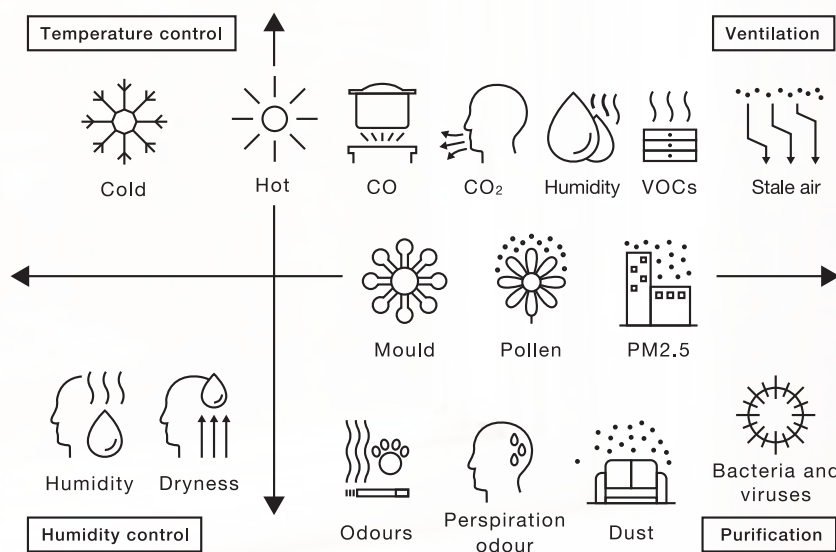 Temperature control
Ventilation
Cold
Hot
CO
CO₂
Humidity
VOCs
Stale air
Mould
Pollen
PM2.5
Humidity
Dryness
Odours
Perspiration
odour
Dust
Bacteria and
viruses
Humidity control
Purification